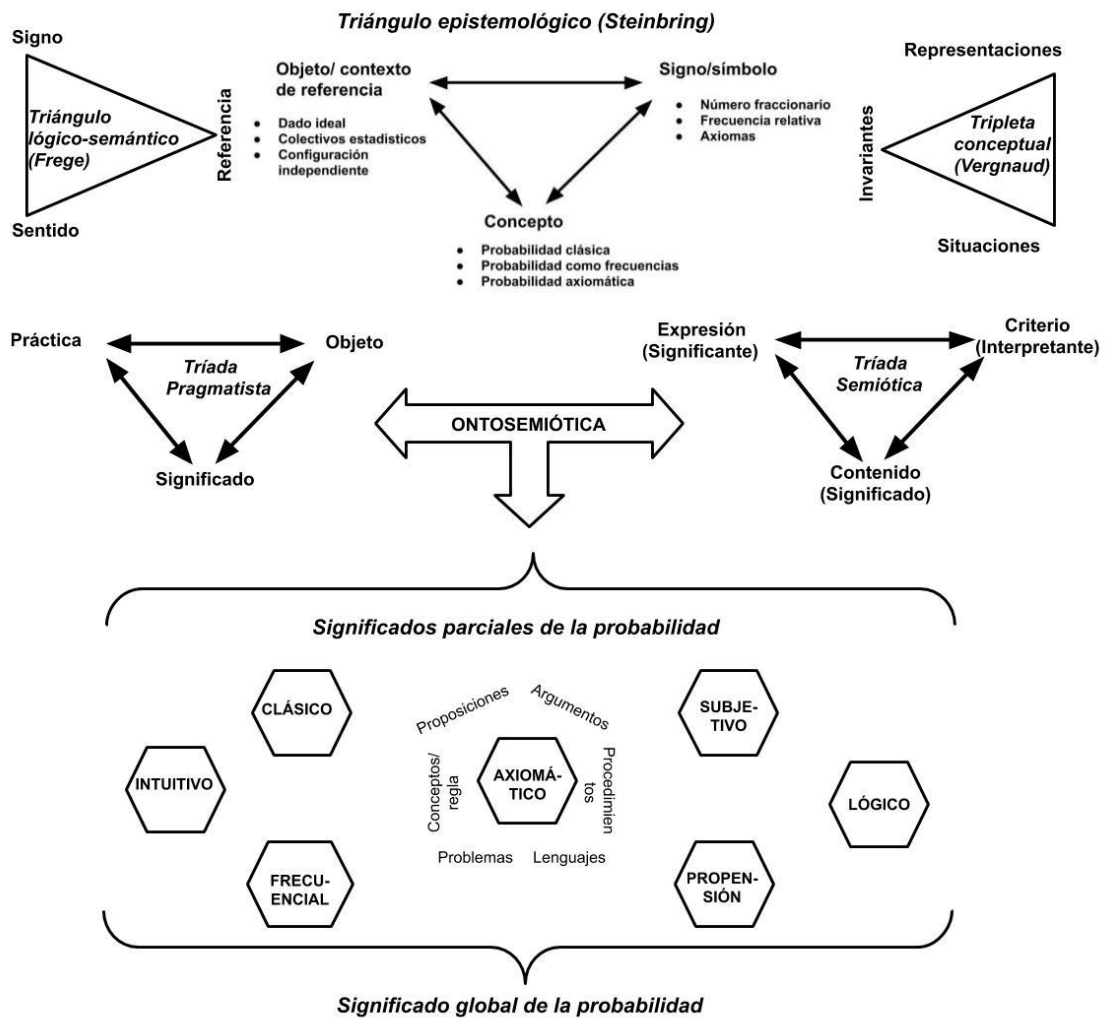 Triángulo epistemológico (Steinbring)
Signo
Triángulo
lógico-semántico
(Frege)
Referencia
Sentido
Objeto/ contexto
de referencia
● Dado ideal
● Colectivos estadísticos
● Configuración
independiente
Signo/símbolo
● Número fraccionario
● Frecuencia relativa
● Axiomas
Concepto
● Probabilidad clásica
● Probabilidad como frecuencias
● Probabilidad axiomática
Representaciones
Invariantes
Tripleta
conceptual
(Vergnaud)
Situaciones
Práctica
Objeto
Tríada
Pragmatista
Significado
ONTOSEMIÓTICA
Expresión
(Significante)
Criterio
(Interpretante)
Tríada
Semiótica
Contenido
(Significado)
Significados parciales de la probabilidad
INTUITIVO
CLÁSICO
FRECU-
ENCIAL
Proposiciones
Argumentos
Conceptos/
regla
AXIOMÁ-
TICO
Procedimien
tos
Problemas
Lenguajes
SUBJE-
TIVO
PROPEN-
SIÓN
LÓGICO
Significado global de la probabilidad